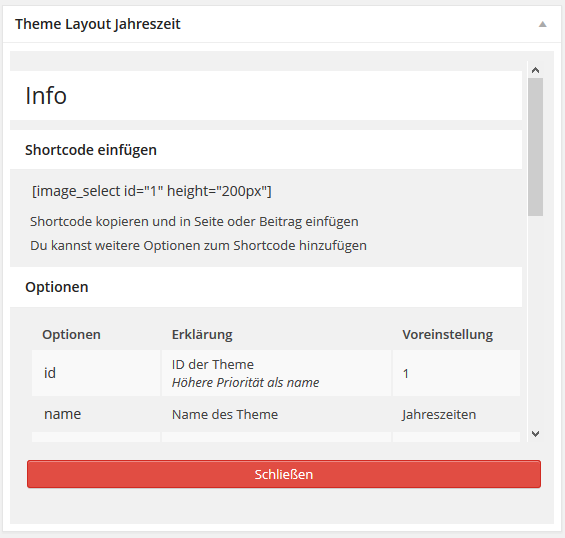 Theme Layout Jahreszeit
Info
Shortcode einfügen
[image_select id="1" height="200px"]
Shortcode kopieren und in Seite oder Beitrag einfügen
Du kannst weitere Optionen zum Shortcode hinzufügen
Optionen
Optionen Erklärung Voreinstellung
id ID der Theme 1
Höhere Priorität als name
name Name des Theme Jahreszeiten
Schließen